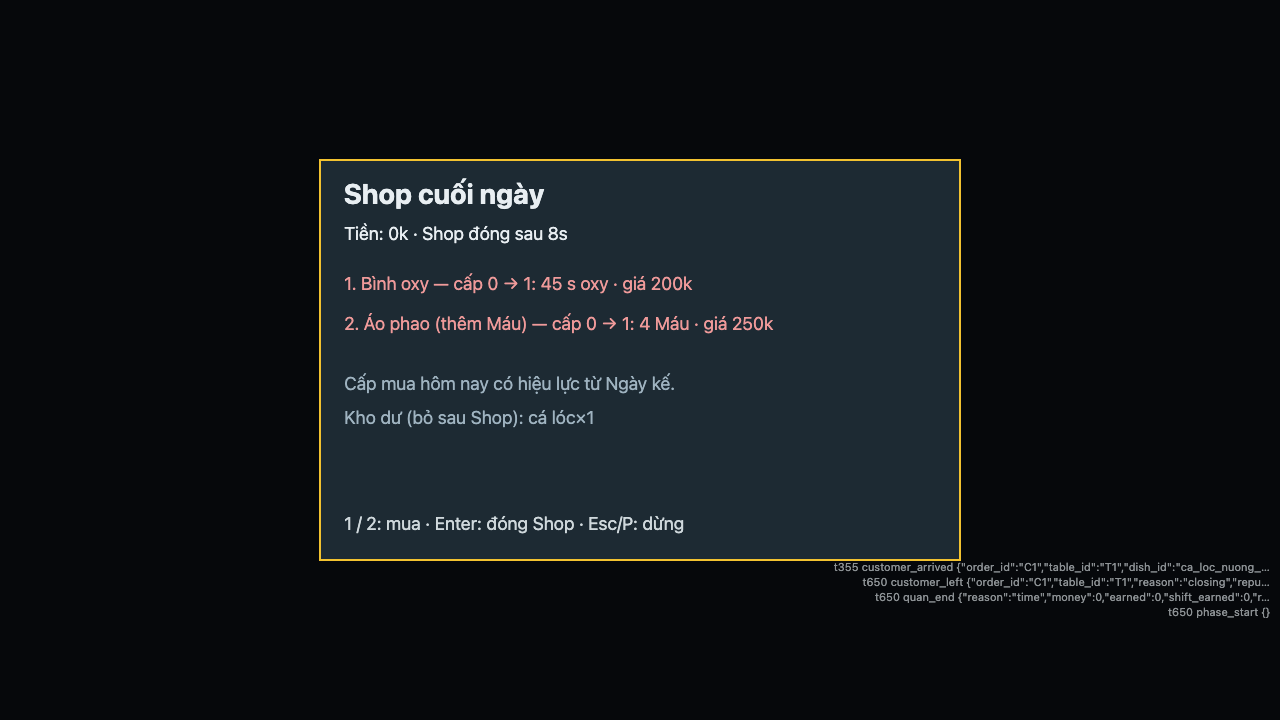 Shop cuối ngày
Tiền: 0k · Shop đóng sau 8s
1. Bình oxy — cấp 0 → 1: 45 s oxy · giá 200k
2. Áo phao (thêm Máu) — cấp 0 → 1: 4 Máu · giá 250k
Cấp mua hôm nay có hiệu lực từ Ngày kế.
Kho dư (bỏ sau Shop): cá lóc×1
1 / 2: mua · Enter: đóng Shop · Esc/P: dừng
t355 customer_arrived {"order_id":"C1","table_id":"T1","dish_id":"ca_loc_nuong_...
t650 customer_left {"order_id":"C1","table_id":"T1","reason":"closing","repu...
t650 quan_end {"reason":"time","money":0,"earned":0,"shift_earned":0,"r...
t650 phase_start {}